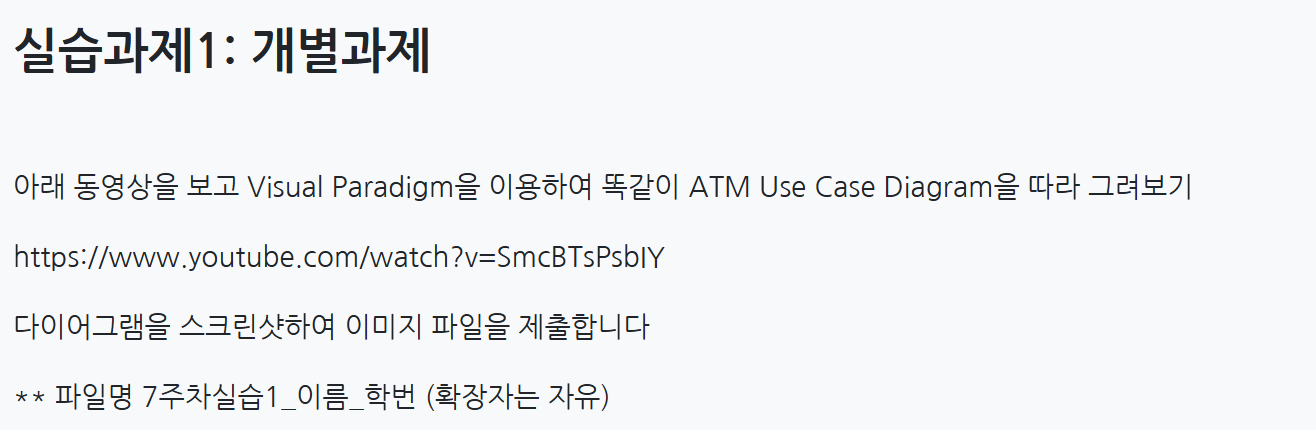 실습과제1: 개별과제
아래 동영상을 보고 Visual Paradigm을 이용하여 똑같이 ATM Use Case Diagram을 따라 그려보기
https://www.youtube.com/watch?v=SmcBTsPsbIY
다이어그램을 스크린샷하여 이미지 파일을 제출합니다
** 파일명 7주차실습1_이름_학번 (확장자는 자유)